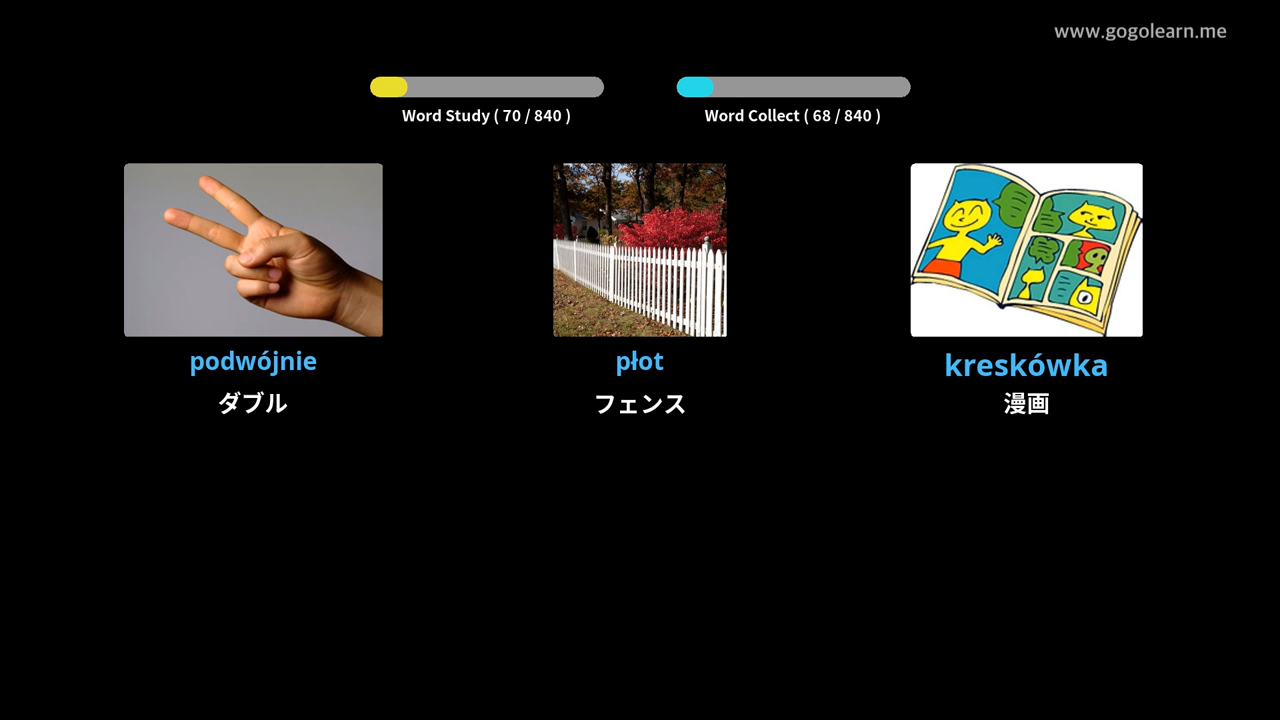 www.gogolearn.me
Word Study ( 70 / 840 )
Word Collect ( 68 / 840 )
podwójnie
płot
kreskówka
ダブル
フェンス
漫画